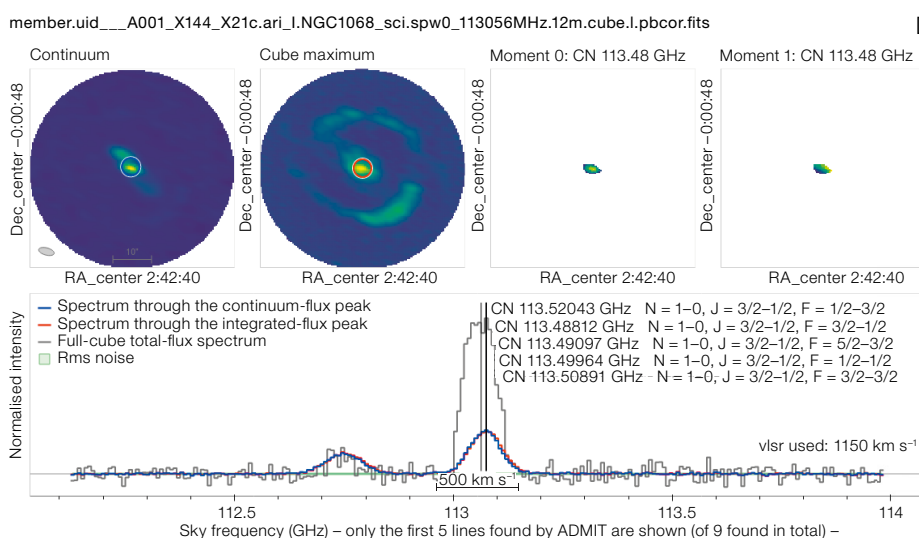 member.uid___A001_X144_X21c.ari_l.NGC1068_sci.spw0_113056MHz.12m.cube.l.pbcor.fits
Continuum
Cube maximum
Moment 0: CN 113.48 GHz
Moment 1: CN 113.48 GHz
Dec_center –0:00:48
Dec_center –0:00:48
Dec_center –0:00:48
Dec_center –0:00:48
10"
RA_center 2:42:40
RA_center 2:42:40
RA_center 2:42:40
RA_center 2:42:40
Normalised intensity
Spectrum through the continuum-flux peak
Spectrum through the integrated-flux peak
Full-cube total-flux spectrum
Rms noise
CN 113.52043 GHz N = 1–0, J = 3/2–1/2, F = 1/2–3/2
CN 113.48812 GHz N = 1–0, J = 3/2–1/2, F = 3/2–1/2
CN 113.49097 GHz N = 1–0, J = 3/2–1/2, F = 5/2–3/2
CN 113.49964 GHz N = 1–0, J = 3/2–1/2, F = 1/2–1/2
CN 113.50891 GHz N = 1–0, J = 3/2–1/2, F = 3/2–3/2
vlsr used: 1150 km s⁻¹
500 km s⁻¹
112.5 113 113.5 114
Sky frequency (GHz) – only the first 5 lines found by ADMIT are shown (of 9 found in total) –